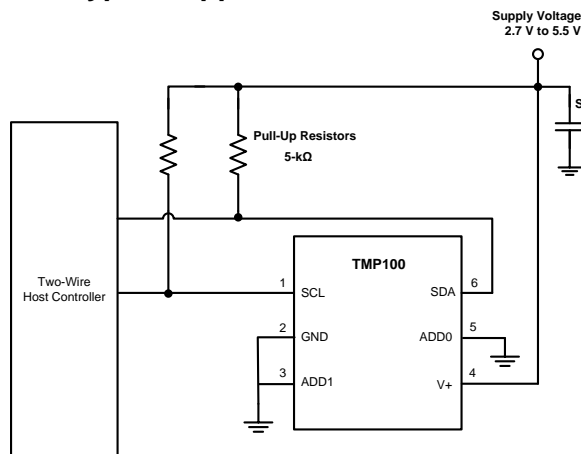 Supply Voltage
2.7 V to 5.5 V
S
Pull-Up Resistors
5-kΩ
Two-Wire
Host Controller
TMP100
1
SCL
SDA
6
2
GND
ADD0
5
3
ADD1
V+
4